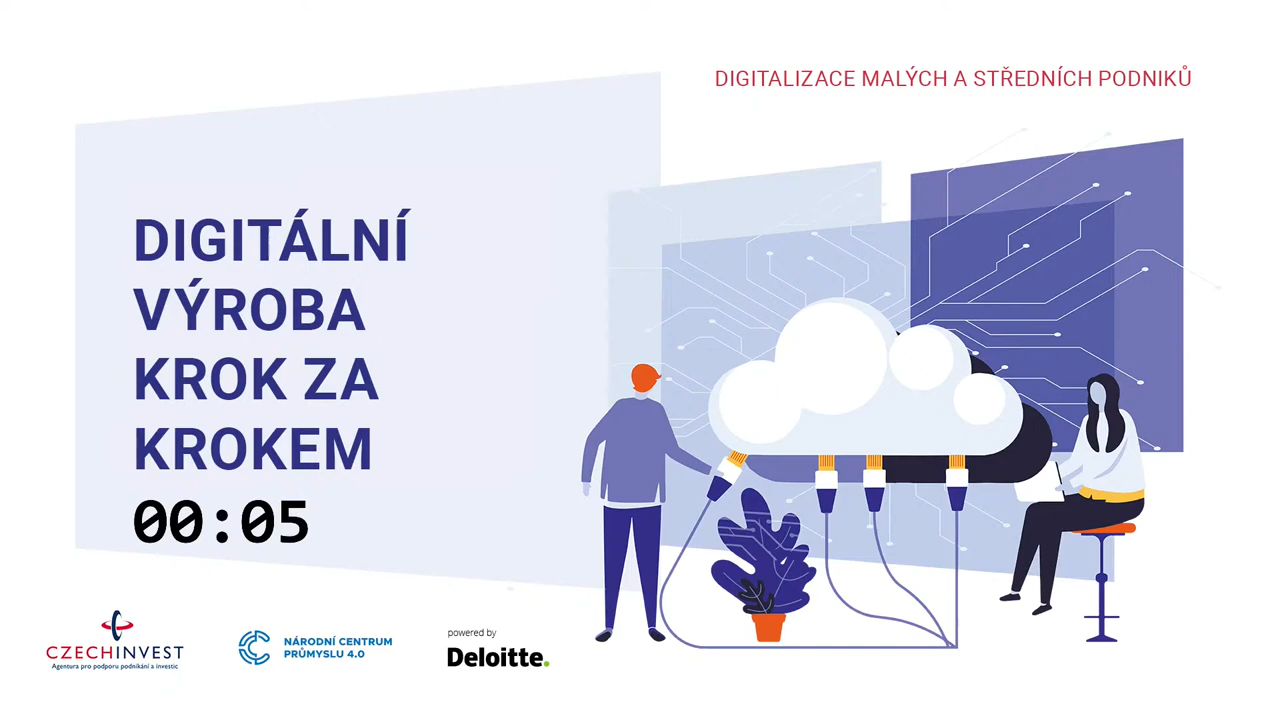 DIGITALIZACE MALÝCH A STŘEDNÍCH PODNIKŮ
DIGITÁLNÍ
VÝROBA
KROK ZA
KROKEM
00:05
CZECHINVEST
Agentura pro podporu podnikání a investic
NÁRODNÍ CENTRUM
PRŮMYSLU 4.0
powered by
Deloitte.